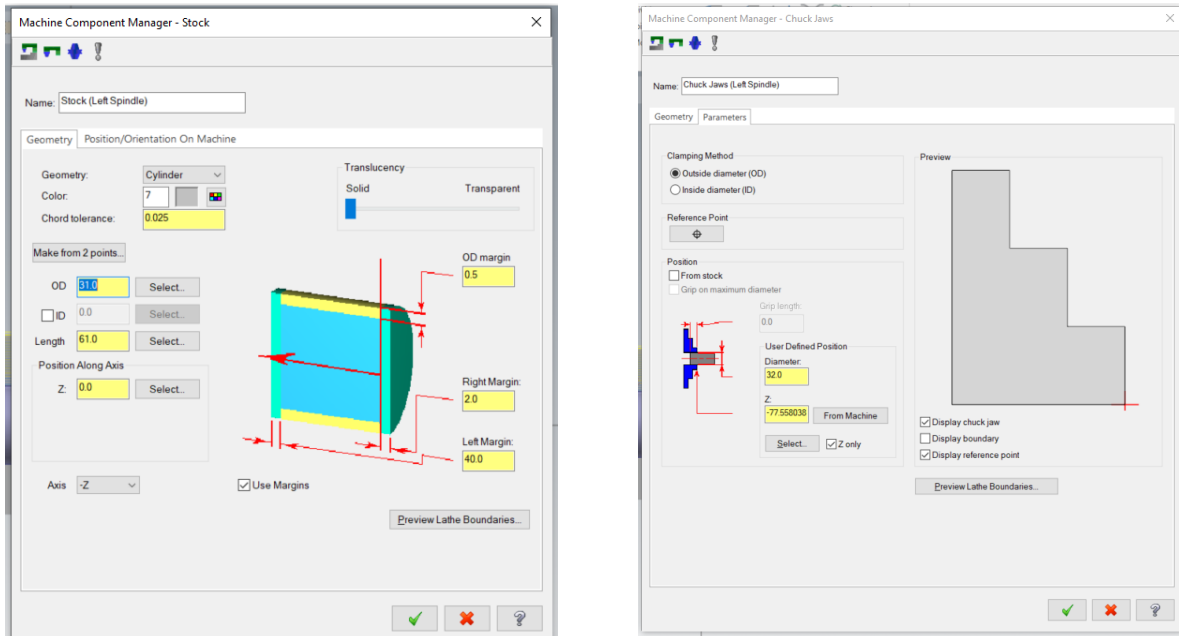 Machine Component Manager - Stock
Name: Stock (Left Spindle)
Geometry Position/Orientation On Machine
Geometry: Cylinder
Color: 7
Chord tolerance: 0.025
Translucency
Solid Transparent
Make from 2 points...
OD 31.0 Select...
ID 0.0 Select...
Length 61.0 Select...
Position Along Axis
Z: 0.0 Select...
OD margin
0.5
Right Margin:
2.0
Left Margin:
40.0
Axis -Z
Use Margins
Preview Lathe Boundaries...
Machine Component Manager - Chuck Jaws
Name: Chuck Jaws (Left Spindle)
Geometry Parameters
Clamping Method
Outside diameter (OD)
Inside diameter (ID)
Reference Point
Position
From stock
Grip on maximum diameter
Grip length:
0.0
User Defined Position
Diameter:
32.0
Z:
-77.558038 From Machine
Select... Z only
Preview
Display chuck jaw
Display boundary
Display reference point
Preview Lathe Boundaries...